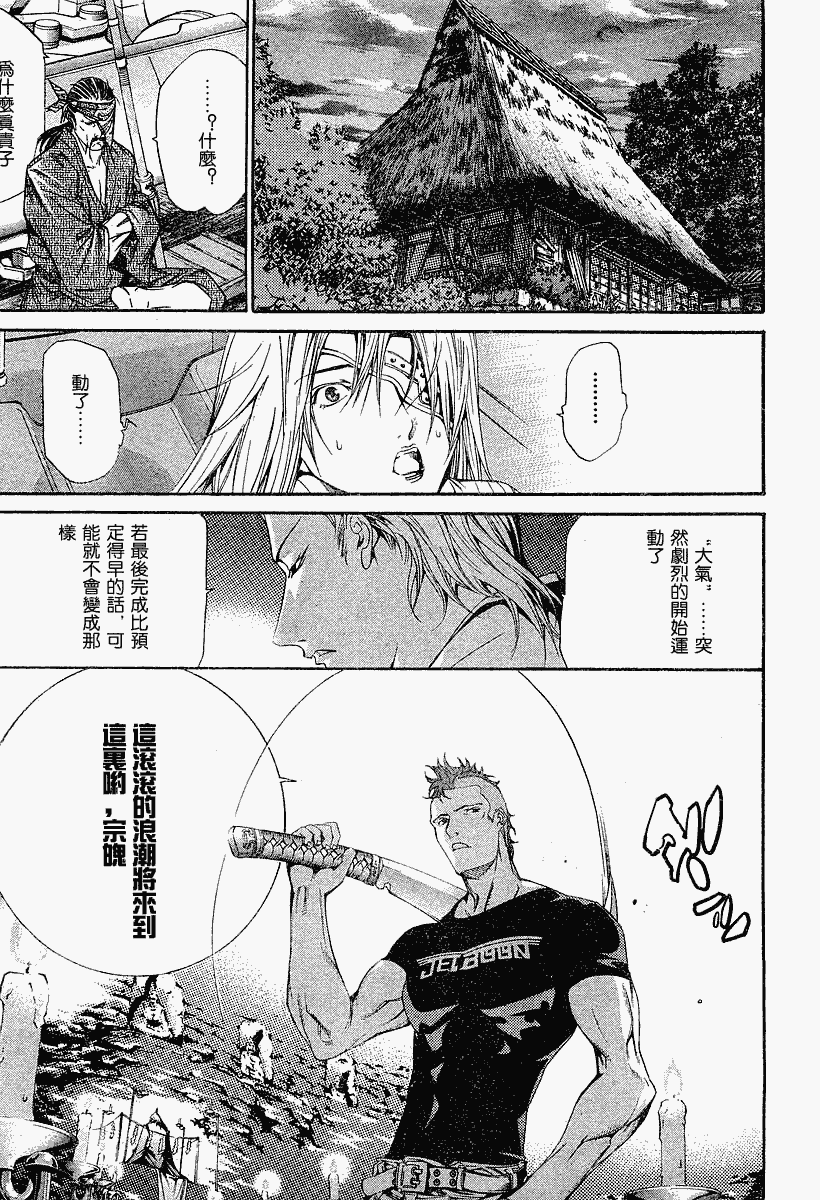 ……？什麼？
為什麼真貴子
………
動了……
“大氣”……突
然劇烈的開始運
動了
若最後完成比預
定得早的話，可
能就不會變成那
樣
這滾滾的浪潮將來到
這裏喲，宗魄
JETBOON